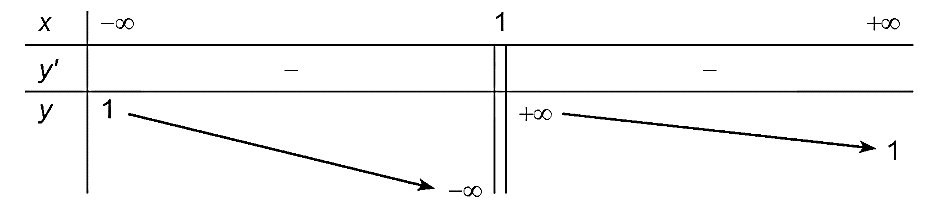 x −∞ 1 +∞
y' − −
y 1 +∞ 1
−∞